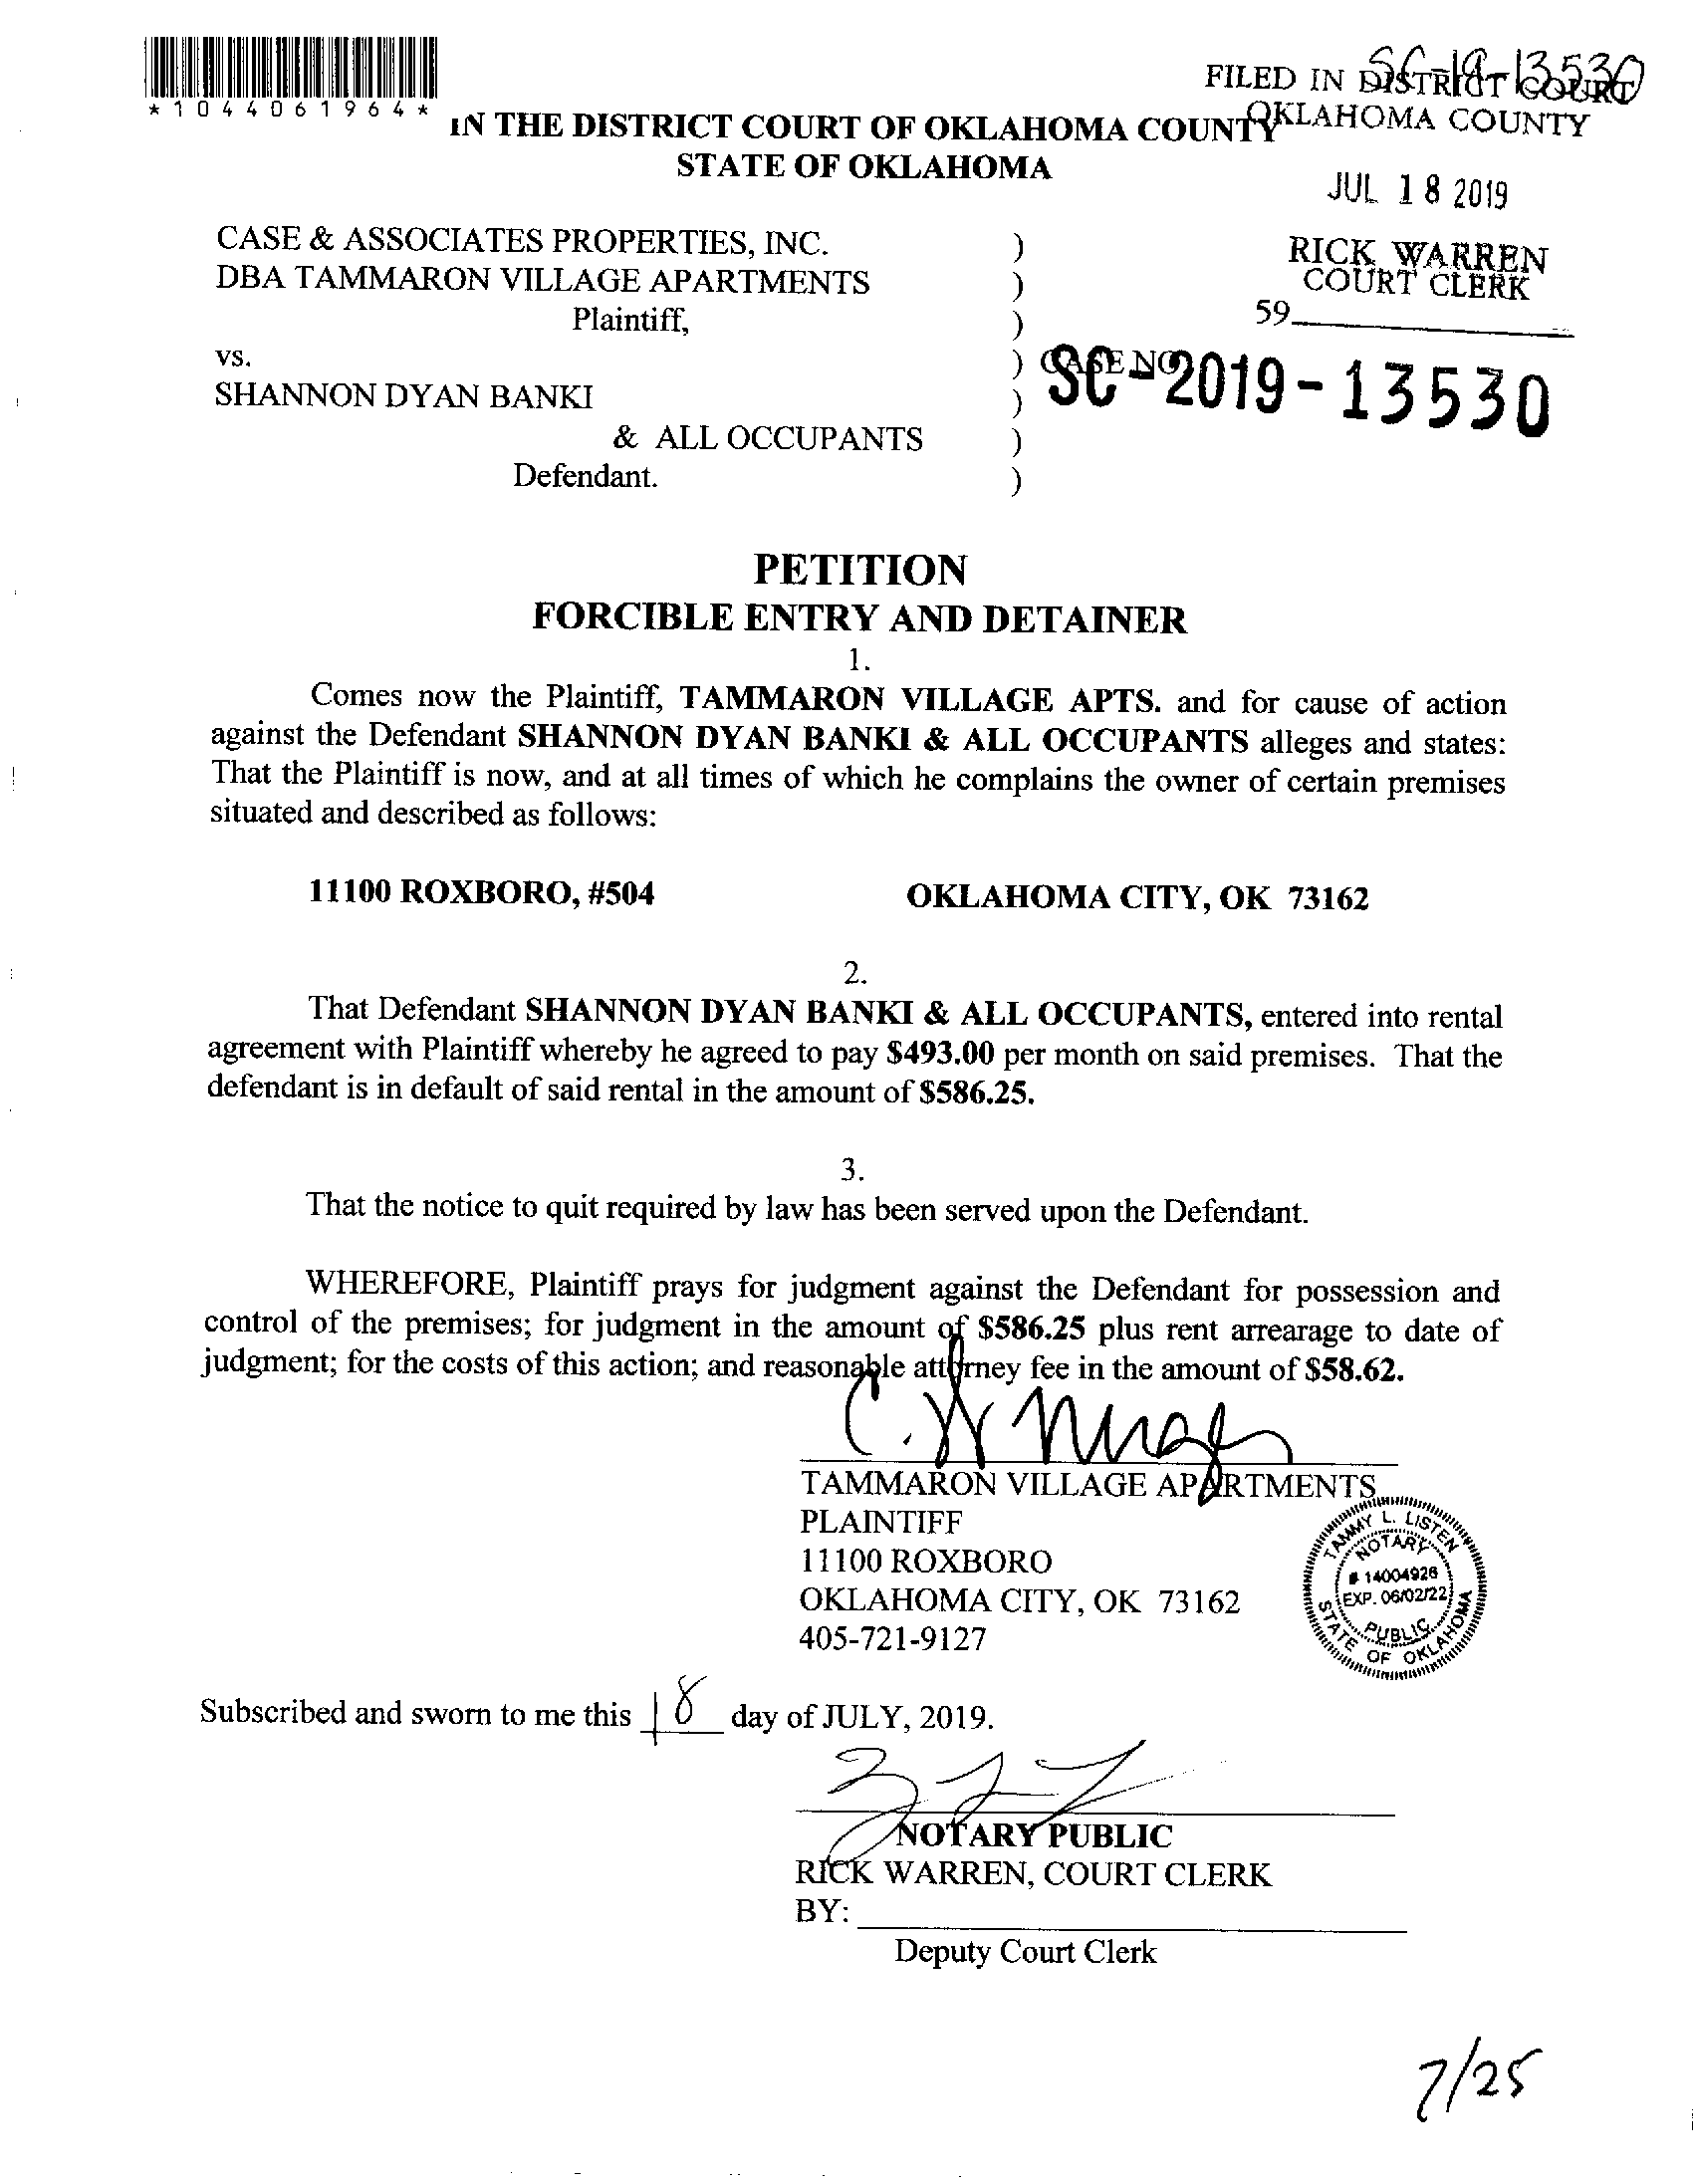 SC-19-13530
FILED IN DISTRICT COURT
OKLAHOMA COUNTY
*1044061964*
IN THE DISTRICT COURT OF OKLAHOMA COUNTY
STATE OF OKLAHOMA
JUL 18 2019
RICK WARREN
COURT CLERK
59
CASE & ASSOCIATES PROPERTIES, INC. )
DBA TAMMARON VILLAGE APARTMENTS )
Plaintiff, )
vs. ) CASE NO
SC-2019-13530
SHANNON DYAN BANKI )
& ALL OCCUPANTS )
Defendant. )
PETITION
FORCIBLE ENTRY AND DETAINER
1.
Comes now the Plaintiff, TAMMARON VILLAGE APTS. and for cause of action
against the Defendant SHANNON DYAN BANKI & ALL OCCUPANTS alleges and states:
That the Plaintiff is now, and at all times of which he complains the owner of certain premises
situated and described as follows:
11100 ROXBORO, #504 OKLAHOMA CITY, OK 73162
2.
That Defendant SHANNON DYAN BANKI & ALL OCCUPANTS, entered into rental
agreement with Plaintiff whereby he agreed to pay $493.00 per month on said premises. That the
defendant is in default of said rental in the amount of $586.25.
3.
That the notice to quit required by law has been served upon the Defendant.
WHEREFORE, Plaintiff prays for judgment against the Defendant for possession and
control of the premises; for judgment in the amount of $586.25 plus rent arrearage to date of
judgment; for the costs of this action; and reasonable attorney fee in the amount of $58.62.
TAMMARON VILLAGE APARTMENTS
PLAINTIFF
11100 ROXBORO
OKLAHOMA CITY, OK 73162
405-721-9127
TAMMY L. LISTEN
NOTARY
# 14004926
EXP. 06/02/22
PUBLIC
STATE OF OKLAHOMA
Subscribed and sworn to me this 18 day of JULY, 2019.
NOTARY PUBLIC
RICK WARREN, COURT CLERK
BY:
Deputy Court Clerk
7/25